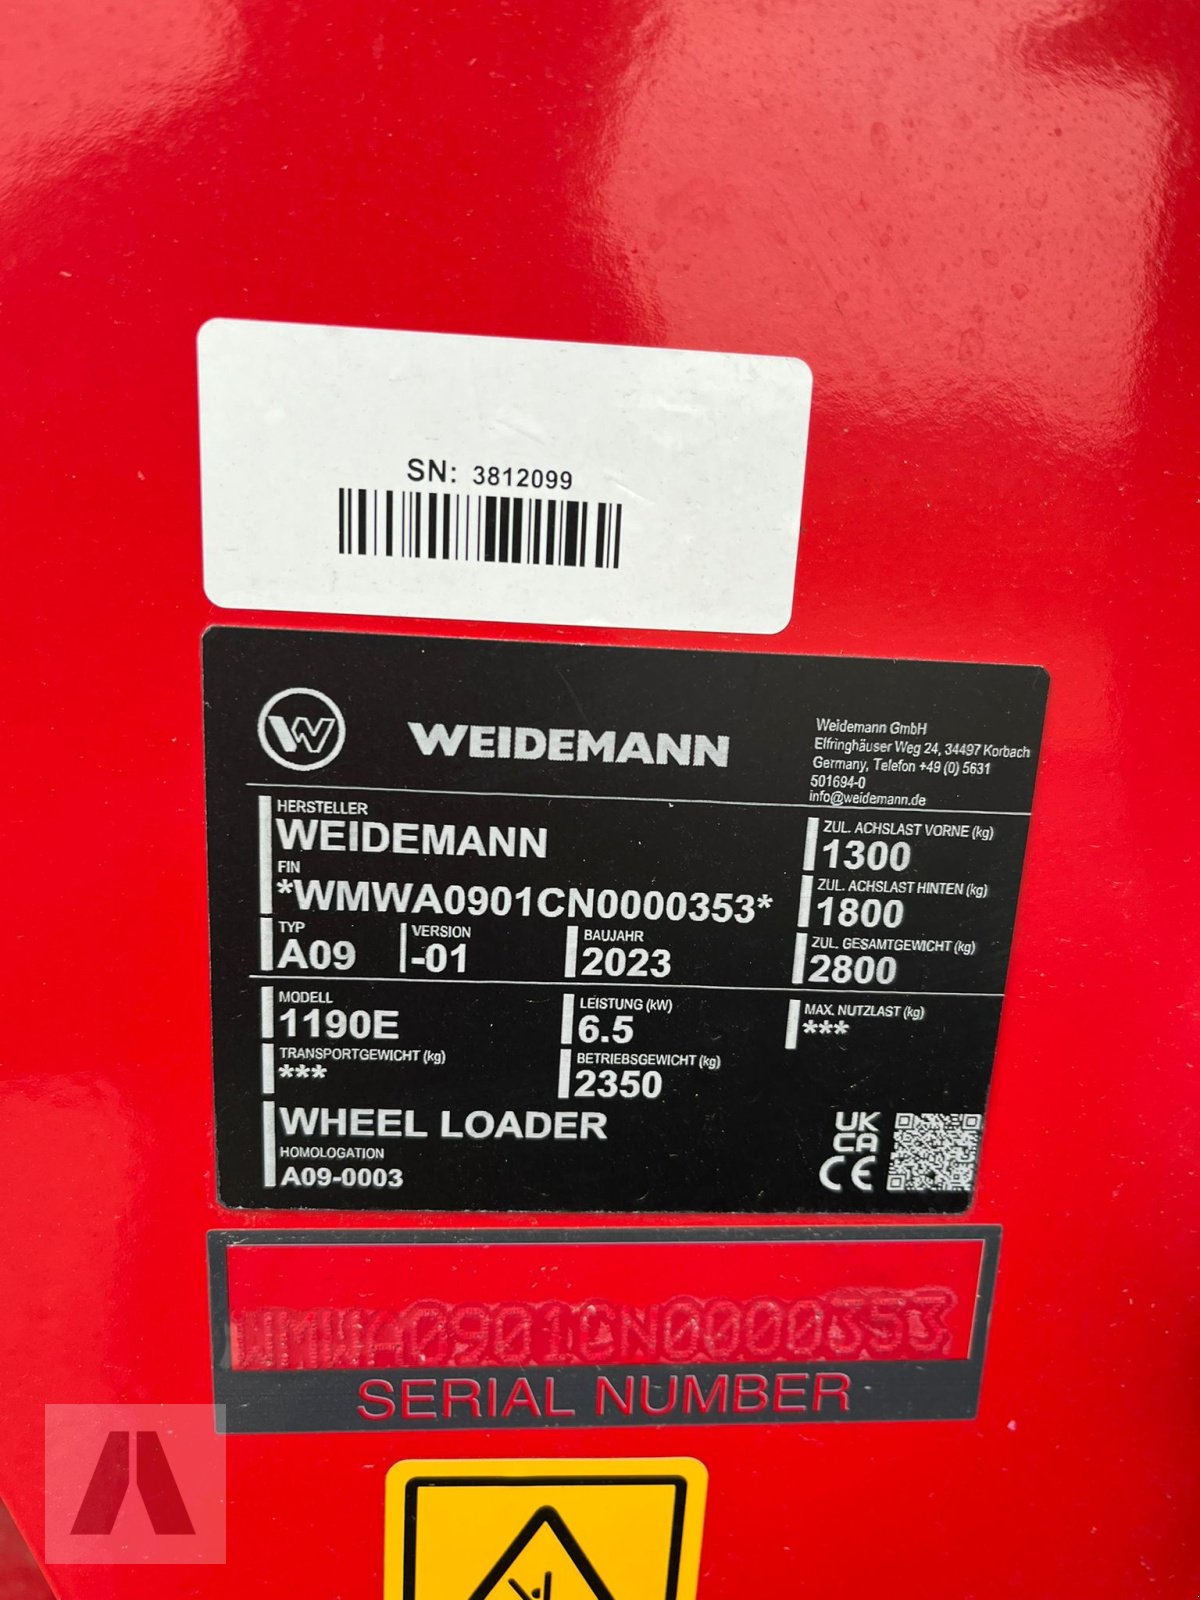 SN: 3812099
WEIDEMANN
Weidemann GmbH
Elfringhäuser Weg 24, 34497 Korbach
Germany, Telefon +49 (0) 5631
501694-0
info@weidemann.de
HERSTELLER
WEIDEMANN
FIN
*WMWA0901CN0000353*
TYP
A09
VERSION
-01
BAUJAHR
2023
ZUL. ACHSLAST VORNE (kg)
1300
ZUL. ACHSLAST HINTEN (kg)
1800
ZUL. GESAMTGEWICHT (kg)
2800
MODELL
1190E
LEISTUNG (kW)
6.5
MAX. NUTZLAST (kg)
***
TRANSPORTGEWICHT (kg)
***
BETRIEBSGEWICHT (kg)
2350
WHEEL LOADER
HOMOLOGATION
A09-0003
UK
CA
CE
WMWA0901CN0000353
SERIAL NUMBER